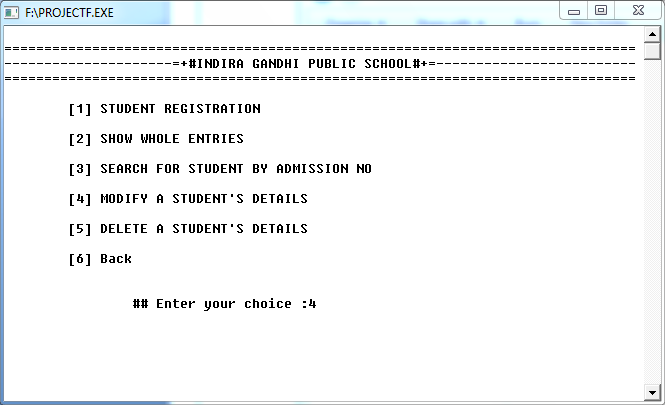 F:\PROJECTF.EXE
===============================================================================
---------------------=+#INDIRA GANDHI PUBLIC SCHOOL#+=-------------------------
===============================================================================
[1] STUDENT REGISTRATION
[2] SHOW WHOLE ENTRIES
[3] SEARCH FOR STUDENT BY ADMISSION NO
[4] MODIFY A STUDENT'S DETAILS
[5] DELETE A STUDENT'S DETAILS
[6] Back
## Enter your choice :4